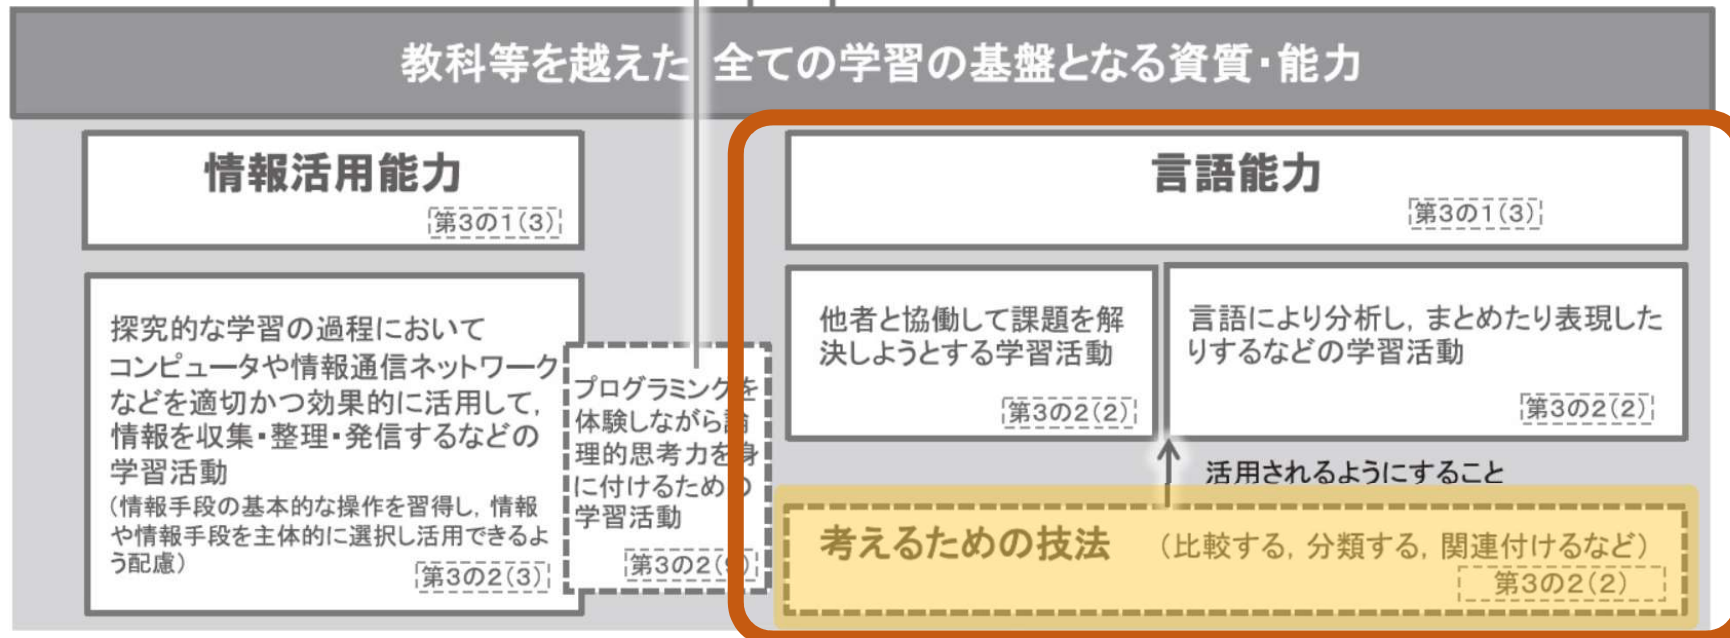 教科等を越えた 全ての学習の基盤となる資質・能力
情報活用能力
第3の1(3)
探究的な学習の過程において
コンピュータや情報通信ネットワーク
などを適切かつ効果的に活用して,
情報を収集・整理・発信するなどの
学習活動
(情報手段の基本的な操作を習得し, 情報
や情報手段を主体的に選択し活用できるよ
う配慮)
第3の2(3)
プログラミングを
体験しながら論
理的思考力を身
に付けるための
学習活動
第3の2(9)
言語能力
第3の1(3)
他者と協働して課題を解
決しようとする学習活動
第3の2(2)
言語により分析し, まとめたり表現した
りするなどの学習活動
第3の2(2)
活用されるようにすること
考えるための技法 (比較する, 分類する, 関連付けるなど)
第3の2(2)